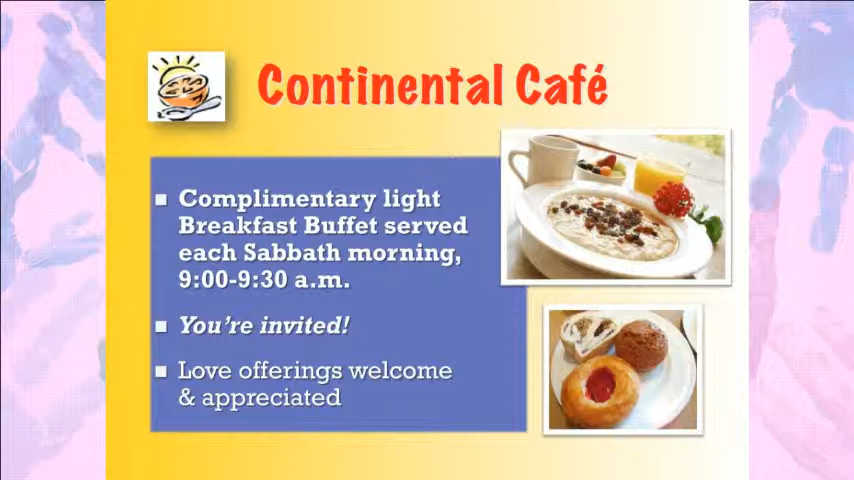 Continental Café
Complimentary light
Breakfast Buffet served
each Sabbath morning,
9:00-9:30 a.m.
You're invited!
Love offerings welcome
& appreciated